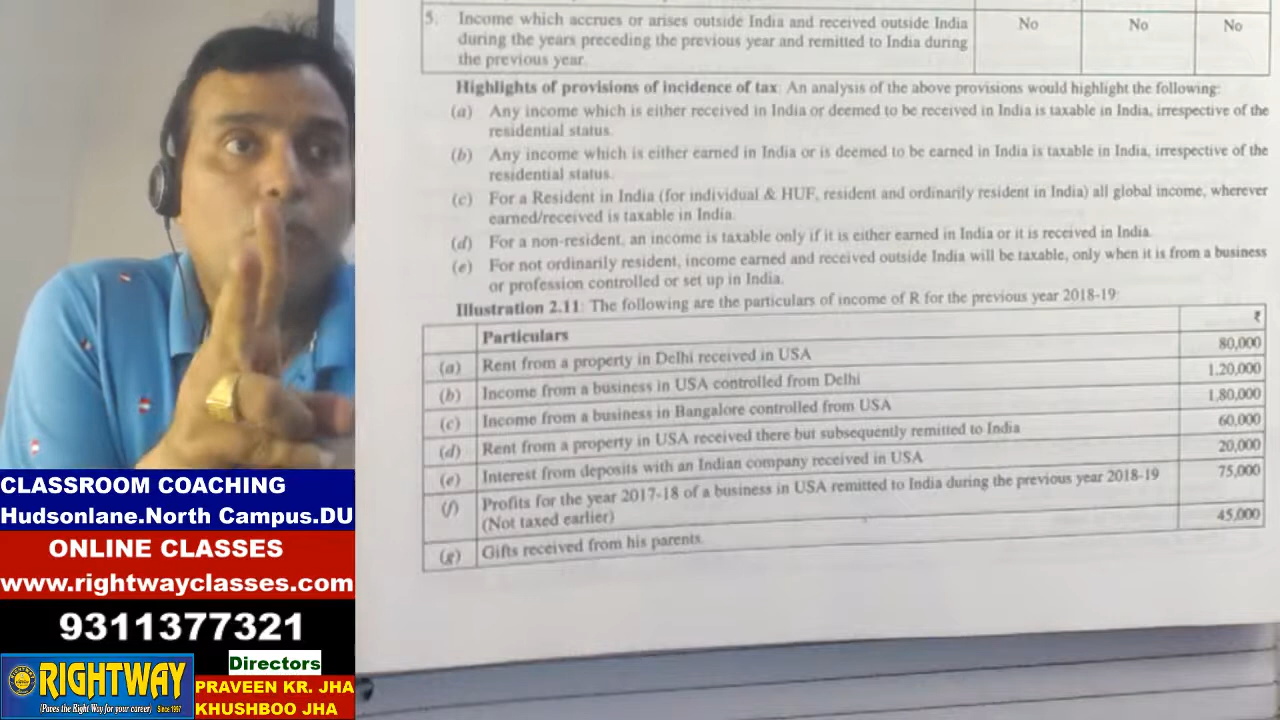 5. Income which accrues or arises outside India and received outside India No No No
during the years preceding the previous year and remitted to India during
the previous year.
Highlights of provisions of incidence of tax: An analysis of the above provisions would highlight the following:
(a) Any income which is either received in India or deemed to be received in India is taxable in India, irrespective of the
residential status.
(b) Any income which is either earned in India or is deemed to be earned in India is taxable in India, irrespective of the
residential status.
(c) For a Resident in India (for individual & HUF, resident and ordinarily resident in India) all global income, wherever
earned/received is taxable in India.
(d) For a non-resident, an income is taxable only if it is either earned in India or it is received in India.
(e) For not ordinarily resident, income earned and received outside India will be taxable, only when it is from a business
or profession controlled or set up in India.
Illustration 2.11: The following are the particulars of income of R for the previous year 2018-19:
Particulars ₹
(a) Rent from a property in Delhi received in USA 80,000
(b) Income from a business in USA controlled from Delhi 1,20,000
(c) Income from a business in Bangalore controlled from USA 1,80,000
(d) Rent from a property in USA received there but subsequently remitted to India 60,000
(e) Interest from deposits with an Indian company received in USA 20,000
(f) Profits for the year 2017-18 of a business in USA remitted to India during the previous year 2018-19 75,000
(Not taxed earlier)
(g) Gifts received from his parents. 45,000
CLASSROOM COACHING
Hudsonlane.North Campus.DU
ONLINE CLASSES
www.rightwayclasses.com
9311377321
RIGHTWAY
(Paves the Right Way for your career) Since 1997
Directors
PRAVEEN KR. JHA
KHUSHBOO JHA